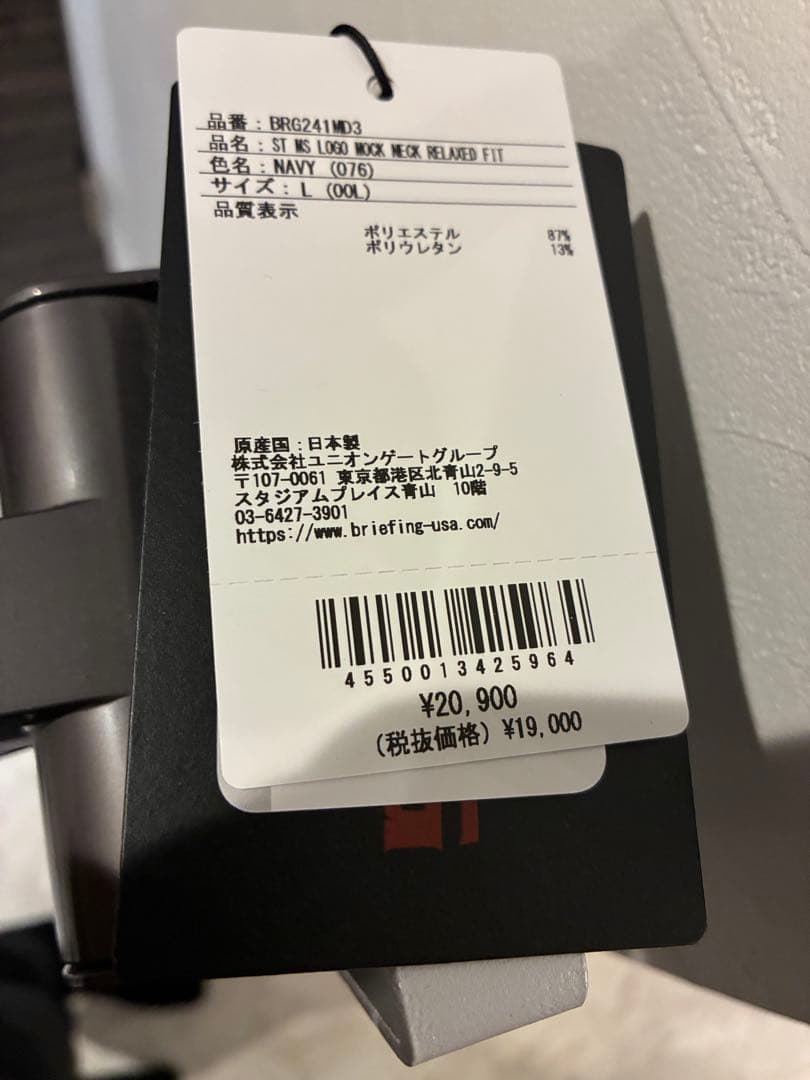 品番：BRG241MD3
品名：ST MS LOGO MOCK NECK RELAXED FIT
色名：NAVY (076)
サイズ：L (00L)
品質表示
ポリエステル 87%
ポリウレタン 13%
原産国：日本製
株式会社ユニオンゲートグループ
〒107-0061 東京都港区北青山2-9-5
スタジアムプレイス青山 10階
03-6427-3901
https://www.briefing-usa.com/
4550013425964
¥20,900
(税抜価格) ¥19,000